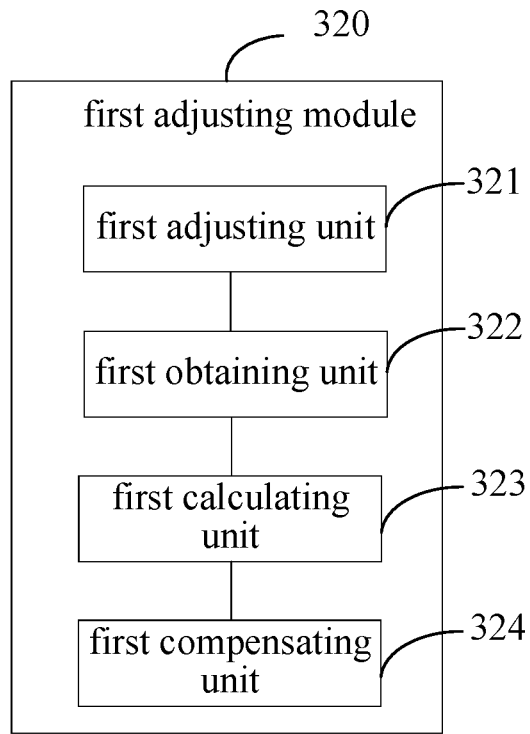 320
first adjusting module
321
first adjusting unit
322
first obtaining unit
323
first calculating
unit
324
first compensating
unit